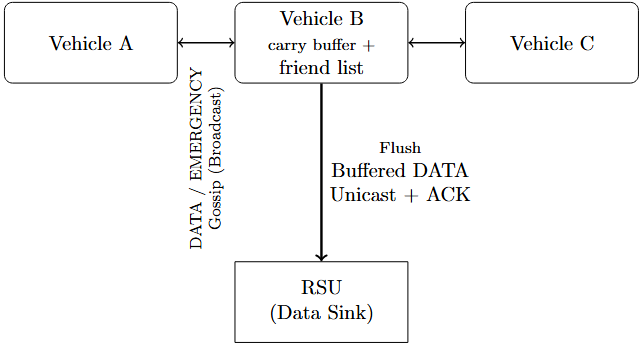 Vehicle A
Vehicle B
carry buffer +
friend list
Vehicle C
DATA / EMERGENCY
Gossip (Broadcast)
Flush
Buffered DATA
Unicast + ACK
RSU
(Data Sink)